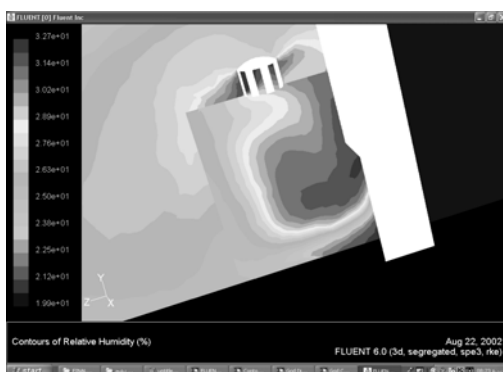 FLUENT [0] Fluent Inc
3.27e+01
3.14e+01
3.02e+01
2.89e+01
2.76e+01
2.63e+01
2.50e+01
2.38e+01
2.25e+01
2.12e+01
1.99e+01
Y
Z X
Contours of Relative Humidity (%)
Aug 22, 2002
FLUENT 6.0 (3d, segregated, spe3, rke)